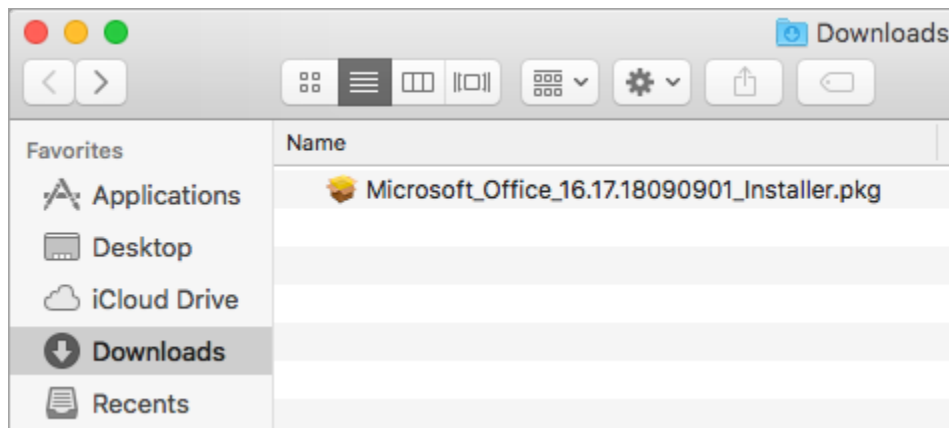 Downloads
Favorites
Applications
Desktop
iCloud Drive
Downloads
Recents
Name
Microsoft_Office_16.17.18090901_Installer.pkg